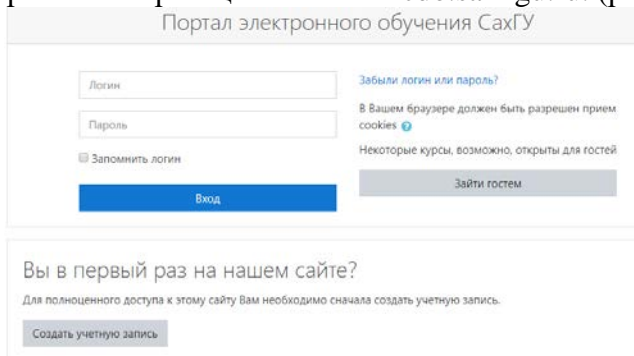 Портал электронного обучения СахГУ
Логин
Пароль
Запомнить логин
Вход
Забыли логин или пароль?
В Вашем браузере должен быть разрешен прием
cookies
Некоторые курсы, возможно, открыты для гостей
Зайти гостем
Вы в первый раз на нашем сайте?
Для полноценного доступа к этому сайту Вам необходимо сначала создать учетную запись.
Создать учетную запись